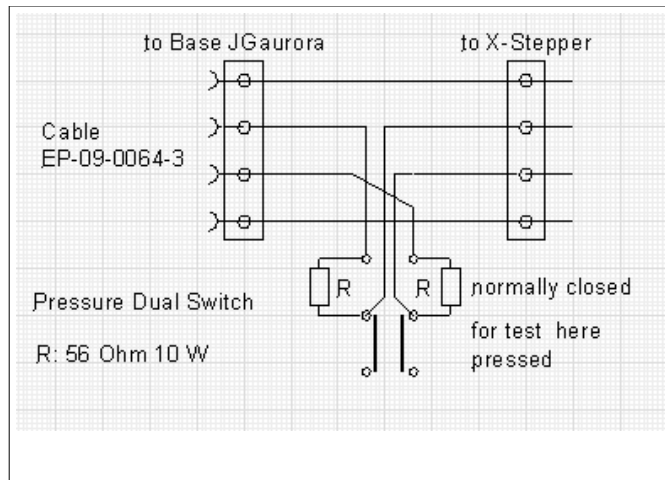 to Base JGaurora
to X-Stepper
Cable
EP-09-0064-3
R
R
normally closed
Pressure Dual Switch
for test here
pressed
R: 56 Ohm 10 W